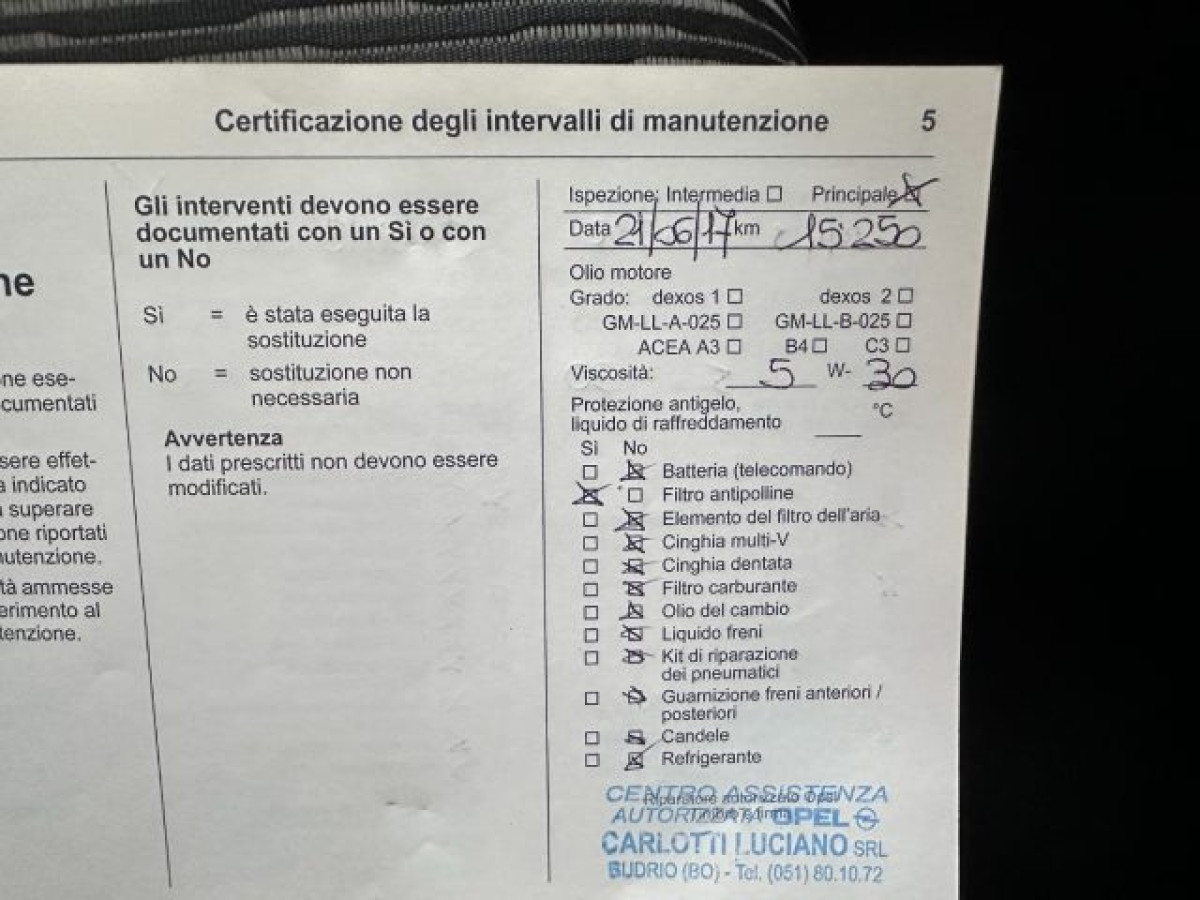 Certificazione degli intervalli di manutenzione 5
ne
ne ese-
cumentati
sere effet-
a indicato
superare
one riportati
nutenzione.
tà ammesse
erimento al
tenzione.
Gli interventi devono essere
documentati con un Sì o con
un No
Sì = è stata eseguita la
sostituzione
No = sostituzione non
necessaria
Avvertenza
I dati prescritti non devono essere
modificati.
Ispezione: Intermedia ☐ Principale ☒
Data 21/06/17 km 15250
Olio motore
Grado: dexos 1 ☐ dexos 2 ☐
GM-LL-A-025 ☐ GM-LL-B-025 ☐
ACEA A3 ☐ B4 ☐ C3 ☐
Viscosità: 5 W- 30
Protezione antigelo, °C
liquido di raffreddamento ___
Sì No
☐ ☒ Batteria (telecomando)
☒ ☐ Filtro antipolline
☐ ☒ Elemento del filtro dell'aria
☐ ☒ Cinghia multi-V
☐ ☒ Cinghia dentata
☐ ☒ Filtro carburante
☐ ☒ Olio del cambio
☐ ☒ Liquido freni
☐ ☒ Kit di riparazione
dei pneumatici
☐ ☒ Guarnizione freni anteriori /
posteriori
☐ ☒ Candele
☐ ☒ Refrigerante
CENTRO ASSISTENZA
Riparatore autorizzato Opel
AUTORIZZATA OPEL
CARLOTTI LUCIANO SRL
BUDRIO (BO) - Tel. (051) 80.10.72